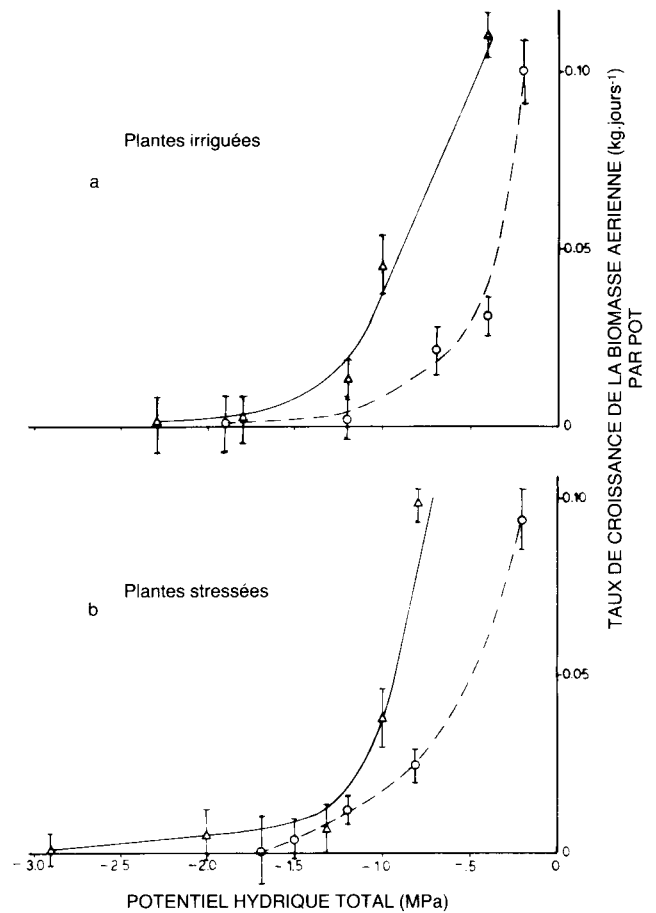 Plantes irriguées
a
0.10
0.05
0
Plantes stressées
b
0.10
0.05
0
-3.0 -2.5 -2.0 -1.5 -1.0 -.5 0
POTENTIEL HYDRIQUE TOTAL (MPa)
TAUX DE CROISSANCE DE LA BIOMASSE AERIENNE (kg.jours⁻¹)
PAR POT